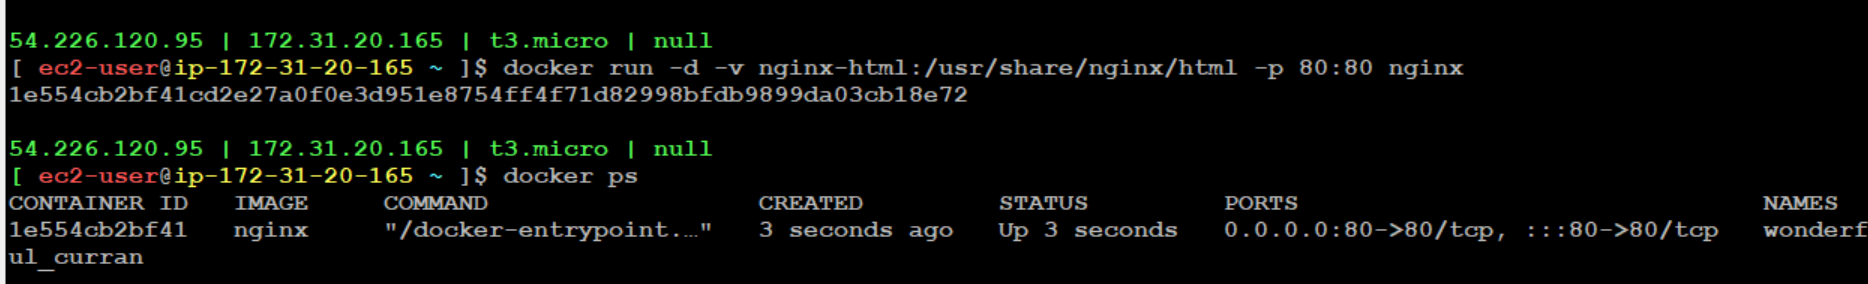 54.226.120.95 | 172.31.20.165 | t3.micro | null
[ ec2-user@ip-172-31-20-165 ~ ]$ docker run -d -v nginx-html:/usr/share/nginx/html -p 80:80 nginx
1e554cb2bf41cd2e27a0f0e3d951e8754ff4f71d82998bfdb9899da03cb18e72
54.226.120.95 | 172.31.20.165 | t3.micro | null
[ ec2-user@ip-172-31-20-165 ~ ]$ docker ps
CONTAINER ID   IMAGE     COMMAND                  CREATED         STATUS         PORTS                               NAMES
1e554cb2bf41   nginx     "/docker-entrypoint.…"   3 seconds ago   Up 3 seconds   0.0.0.0:80->80/tcp, :::80->80/tcp   wonderf
ul_curran